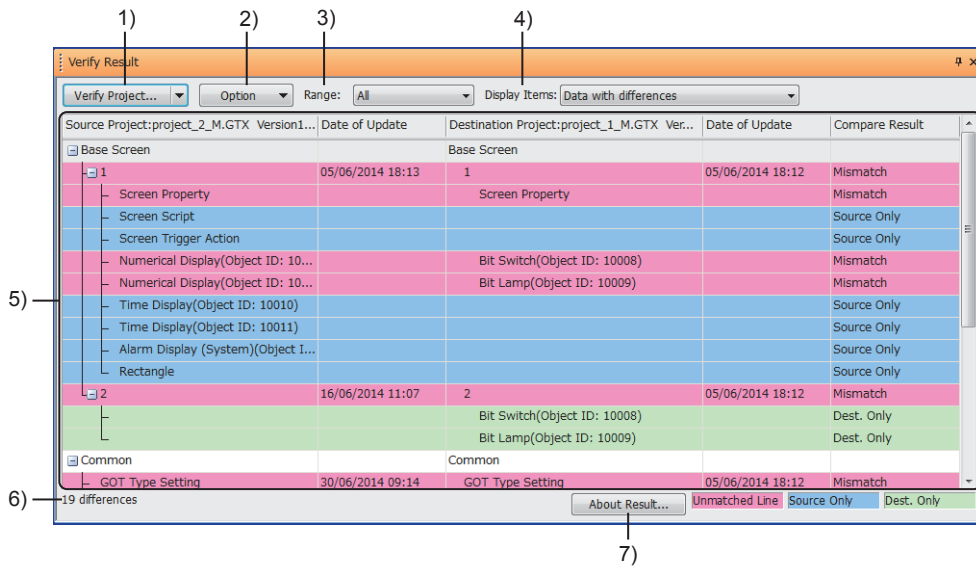 1) 2) 3) 4)
Verify Result
Verify Project... Option Range: All Display Items: Data with differences
Source Project:project_2_M.GTX Version1... Date of Update Destination Project:project_1_M.GTX Ver... Date of Update Compare Result
Base Screen Base Screen
1 05/06/2014 18:13 1 05/06/2014 18:12 Mismatch
Screen Property Screen Property Mismatch
Screen Script Source Only
Screen Trigger Action Source Only
Numerical Display(Object ID: 10... Bit Switch(Object ID: 10008) Mismatch
Numerical Display(Object ID: 10... Bit Lamp(Object ID: 10009) Mismatch
5)
Time Display(Object ID: 10010) Source Only
Time Display(Object ID: 10011) Source Only
Alarm Display (System)(Object I... Source Only
Rectangle Source Only
2 16/06/2014 11:07 2 05/06/2014 18:12 Mismatch
Bit Switch(Object ID: 10008) Dest. Only
Bit Lamp(Object ID: 10009) Dest. Only
Common Common
GOT Type Setting 30/06/2014 09:14 GOT Type Setting 05/06/2014 18:12 Mismatch
6) 19 differences About Result... Unmatched Line Source Only Dest. Only
7)